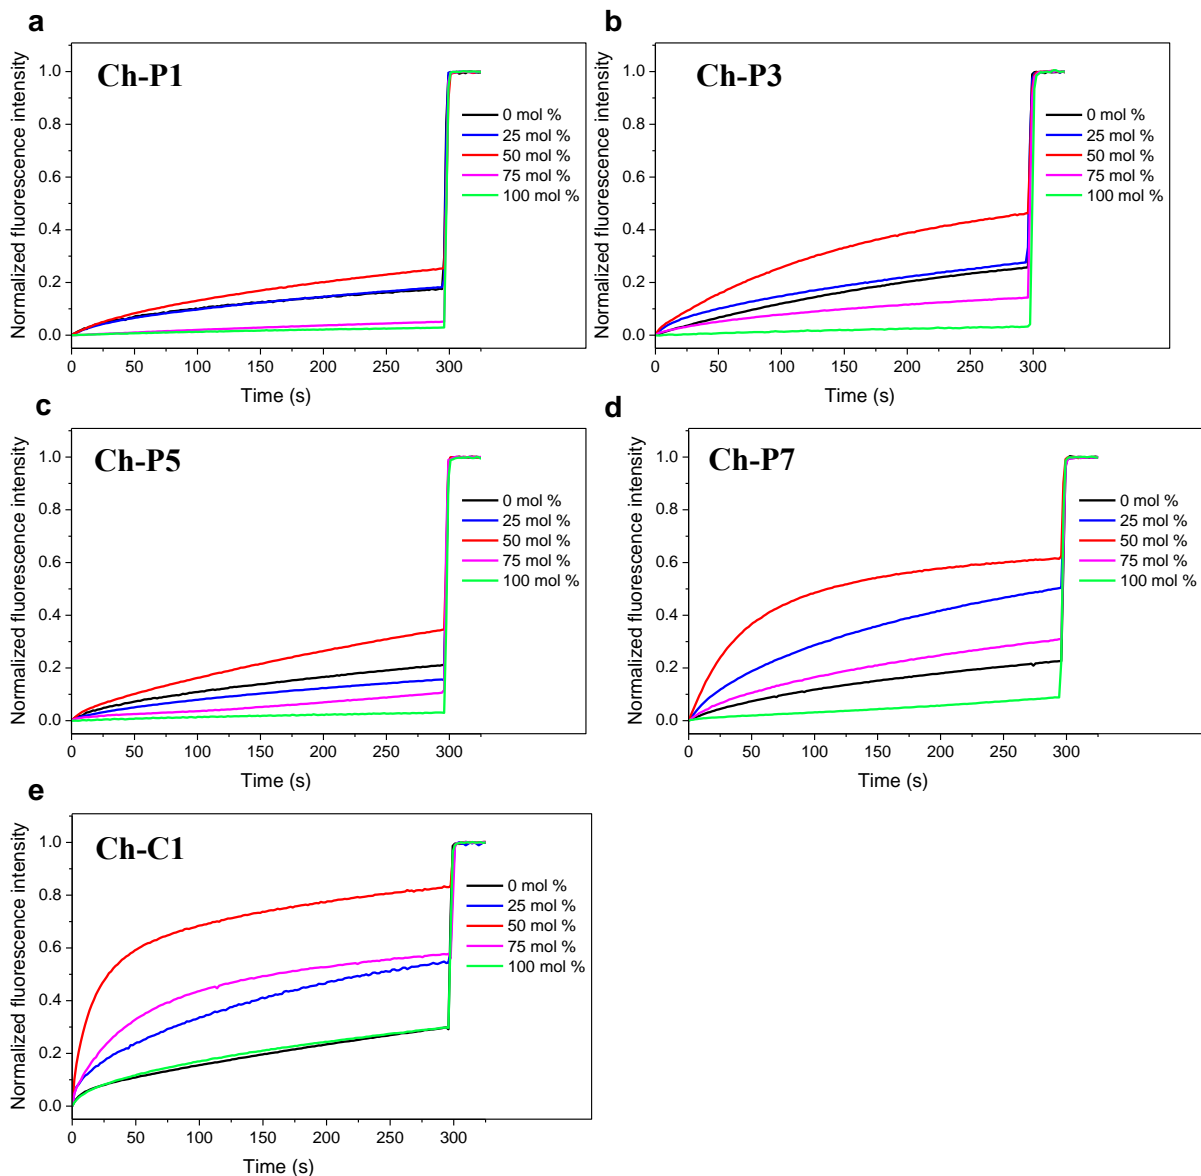 a
Ch-P1
1.0
0.8
0.6
0.4
0.2
0.0
Normalized fluorescence intensity
0 mol %
25 mol %
50 mol %
75 mol %
100 mol %
0 50 100 150 200 250 300
Time (s)
b
Ch-P3
1.0
0.8
0.6
0.4
0.2
0.0
Normalized fluorescence intensity
0 mol %
25 mol %
50 mol %
75 mol %
100 mol %
0 50 100 150 200 250 300
Time (s)
c
Ch-P5
1.0
0.8
0.6
0.4
0.2
0.0
Normalized fluorescence intensity
0 mol %
25 mol %
50 mol %
75 mol %
100 mol %
0 50 100 150 200 250 300
Time (s)
d
Ch-P7
1.0
0.8
0.6
0.4
0.2
0.0
Normalized fluorescence intensity
0 mol %
25 mol %
50 mol %
75 mol %
100 mol %
0 50 100 150 200 250 300
Time (s)
e
Ch-C1
1.0
0.8
0.6
0.4
0.2
0.0
Normalized fluorescence intensity
0 mol %
25 mol %
50 mol %
75 mol %
100 mol %
0 50 100 150 200 250 300
Time (s)